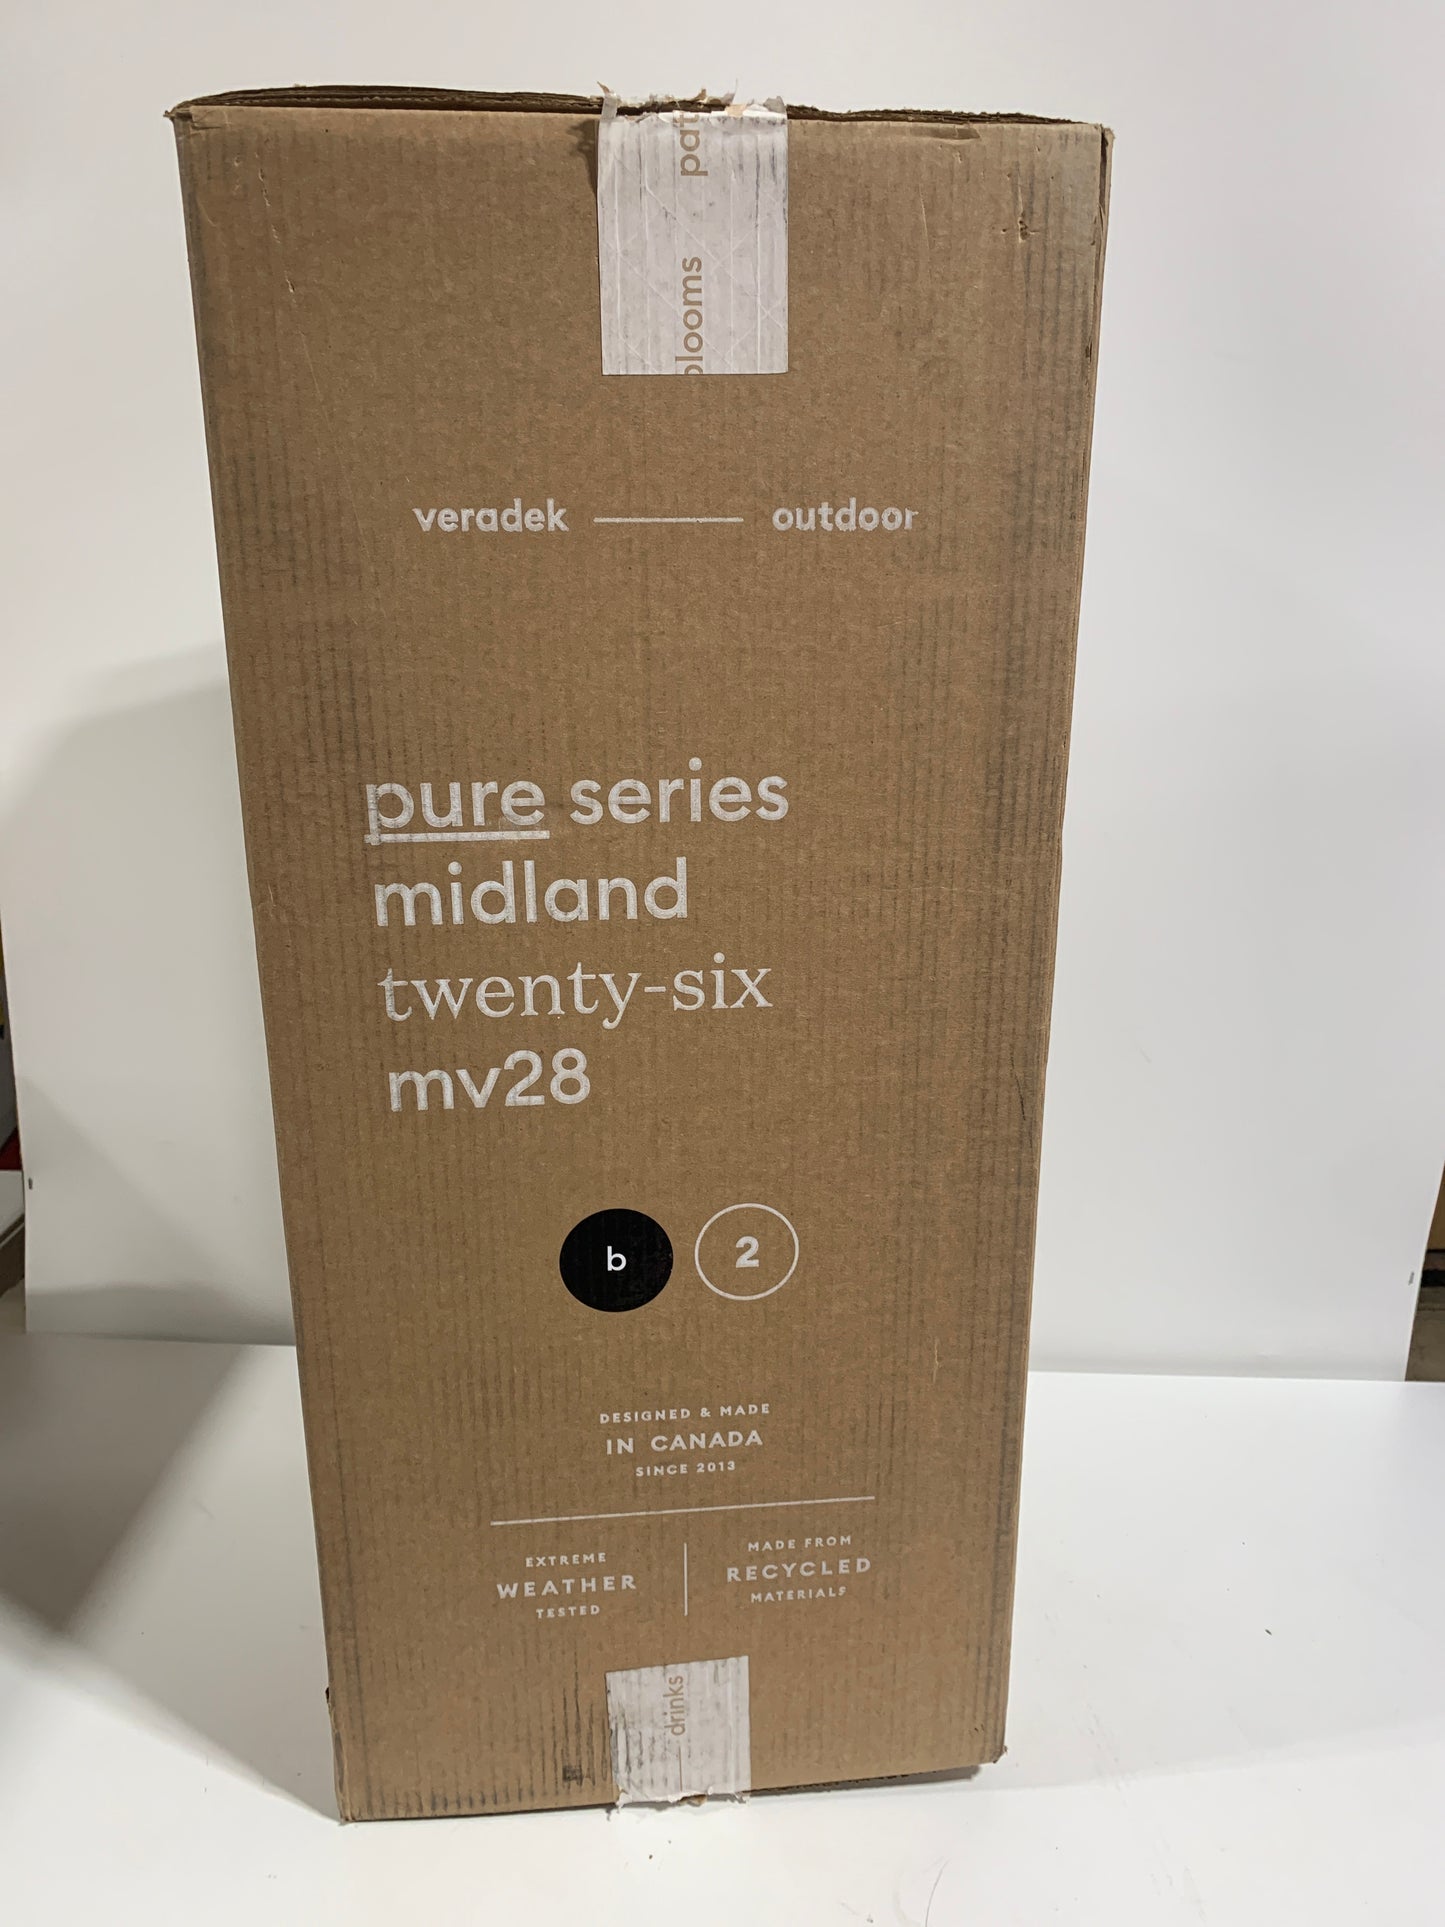 blooms pat
veradek outdoor
pure series
midland
twenty-six
mv28
b 2
DESIGNED & MADE
IN CANADA
SINCE 2013
EXTREME
WEATHER
TESTED
MADE FROM
RECYCLED
MATERIALS
drinks